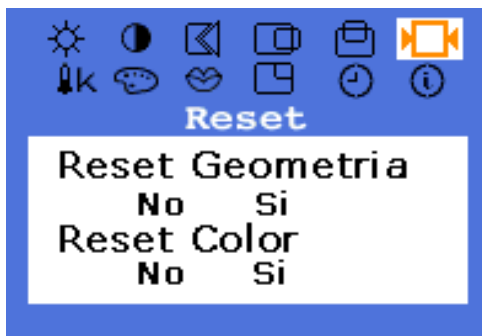 k
Reset
Reset Geometria
No Si
Reset Color
No Si